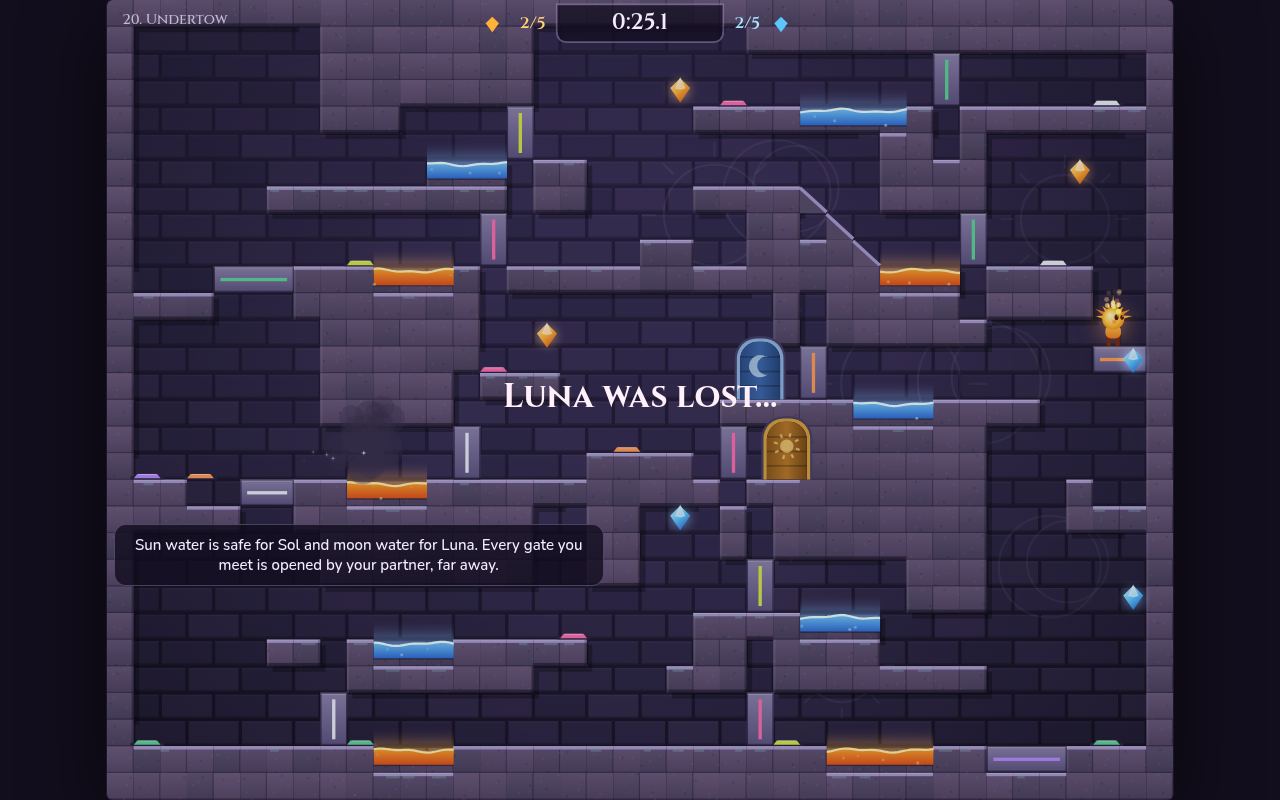 20. Undertow
2/5
0:25.1
2/5
Luna was lost...
Sun water is safe for Sol and moon water for Luna. Every gate you
meet is opened by your partner, far away.